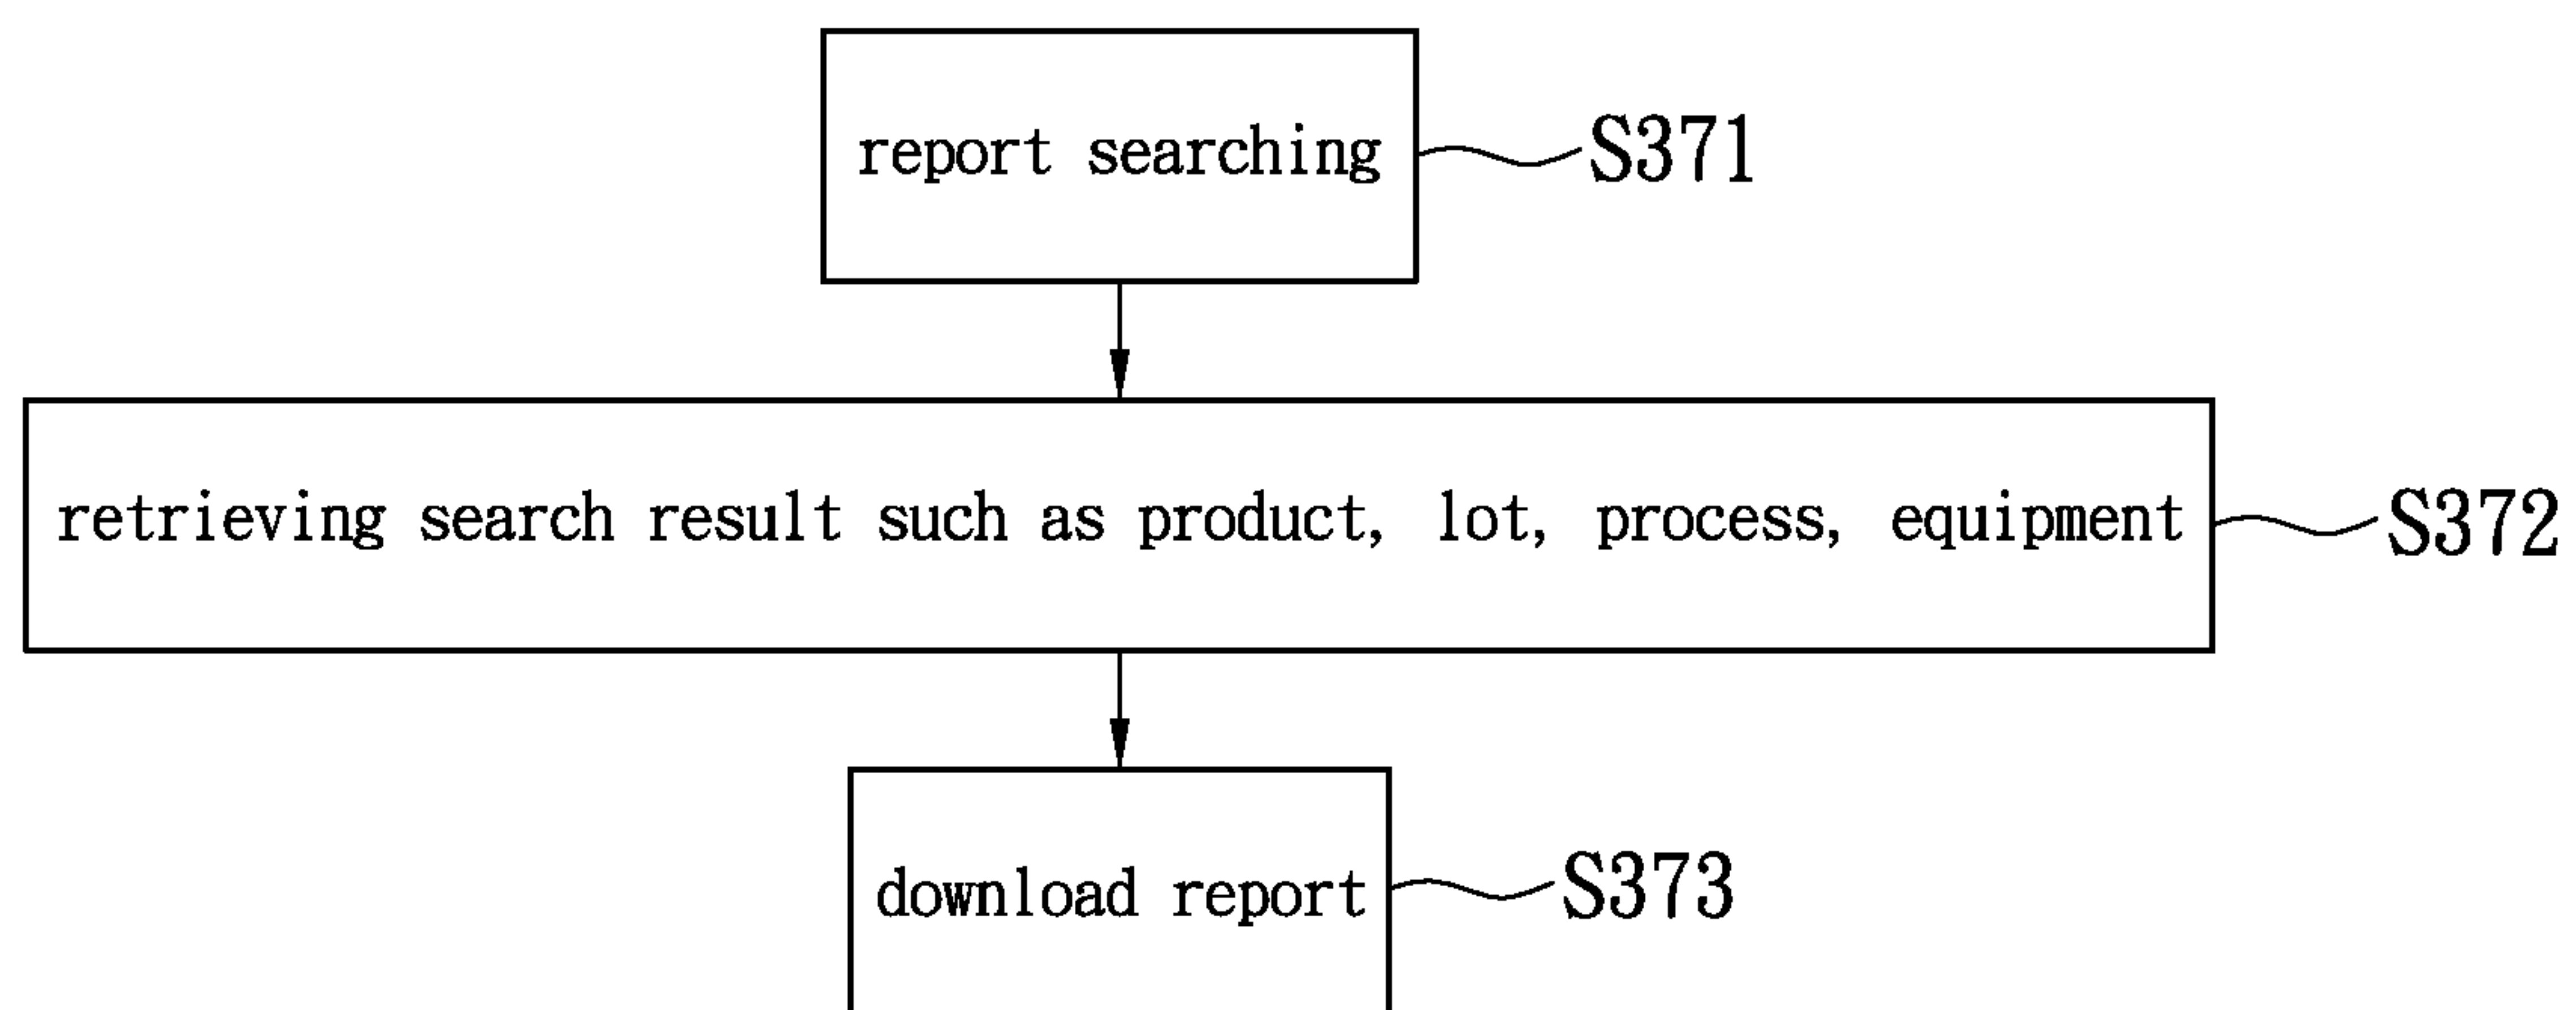 report searching S371
retrieving search result such as product, lot, process, equipment S372
download report S373